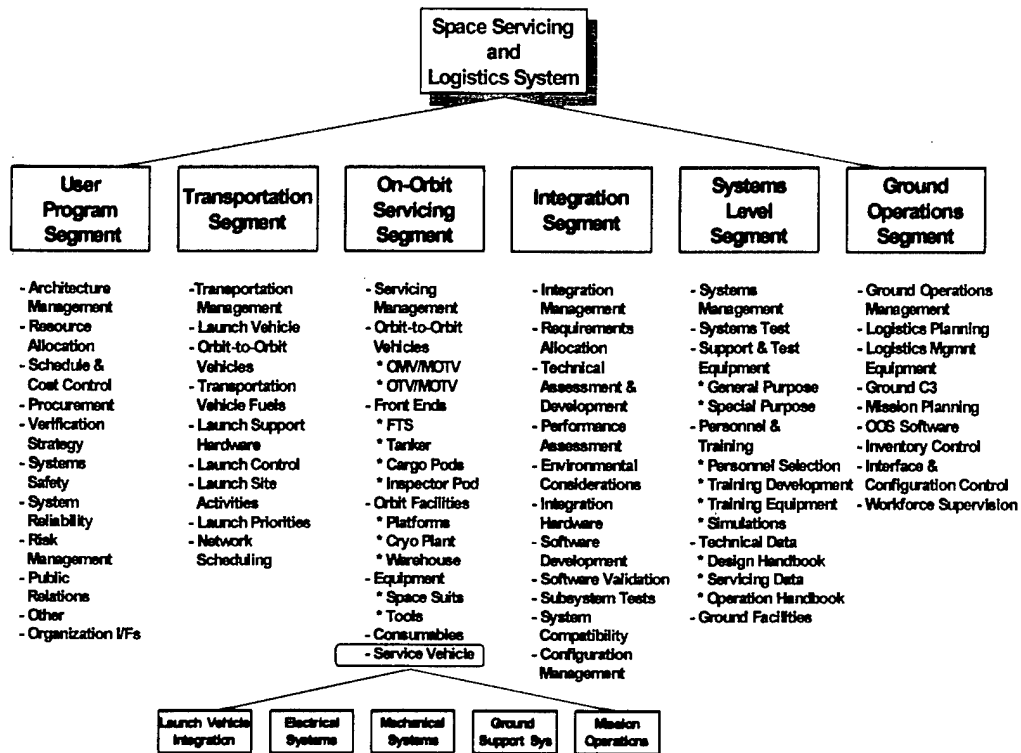 Space Servicing
and
Logistics System
User
Program
Segment
- Architecture
Management
- Resource
Allocation
- Schedule &
Cost Control
- Procurement
- Verification
Strategy
- Systems
Safety
- System
Reliability
- Risk
Management
- Public
Relations
- Other
- Organization I/Fs
Transportation
Segment
-Transportation
Management
- Launch Vehicle
- Orbit-to-Orbit
Vehicles
- Transportation
Vehicle Fuels
- Launch Support
Hardware
- Launch Control
- Launch Site
Activities
- Launch Priorities
- Network
Scheduling
On-Orbit
Servicing
Segment
- Servicing
Management
- Orbit-to-Orbit
Vehicles
* OMV/MOTV
* OTV/MOTV
- Front Ends
* FTS
* Tanker
* Cargo Pods
* Inspector Pod
- Orbit Facilities
* Platforms
* Cryo Plant
* Warehouse
- Equipment
* Space Suits
* Tools
- Consumables
- Service Vehicle
Integration
Segment
- Integration
Management
- Requirements
Allocation
- Technical
Assessment &
Development
- Performance
Assessment
- Environmental
Considerations
- Integration
Hardware
- Software
Development
- Software Validation
- Subsystem Tests
- System
Compatibility
- Configuration
Management
Systems
Level
Segment
- Systems
Management
- Systems Test
- Support & Test
Equipment
* General Purpose
* Special Purpose
- Personnel &
Training
* Personnel Selection
* Training Development
* Training Equipment
* Simulations
- Technical Data
* Design Handbook
* Servicing Data
* Operation Handbook
- Ground Facilities
Ground
Operations
Segment
- Ground Operations
Management
- Logistics Planning
- Logistics Mgmnt
Equipment
- Ground C3
- Mission Planning
- OOS Software
- Inventory Control
- Interface &
Configuration Control
- Workforce Supervision
Launch Vehicle
Integration
Electrical
Systems
Mechanical
Systems
Ground
Support Sys
Mission
Operations